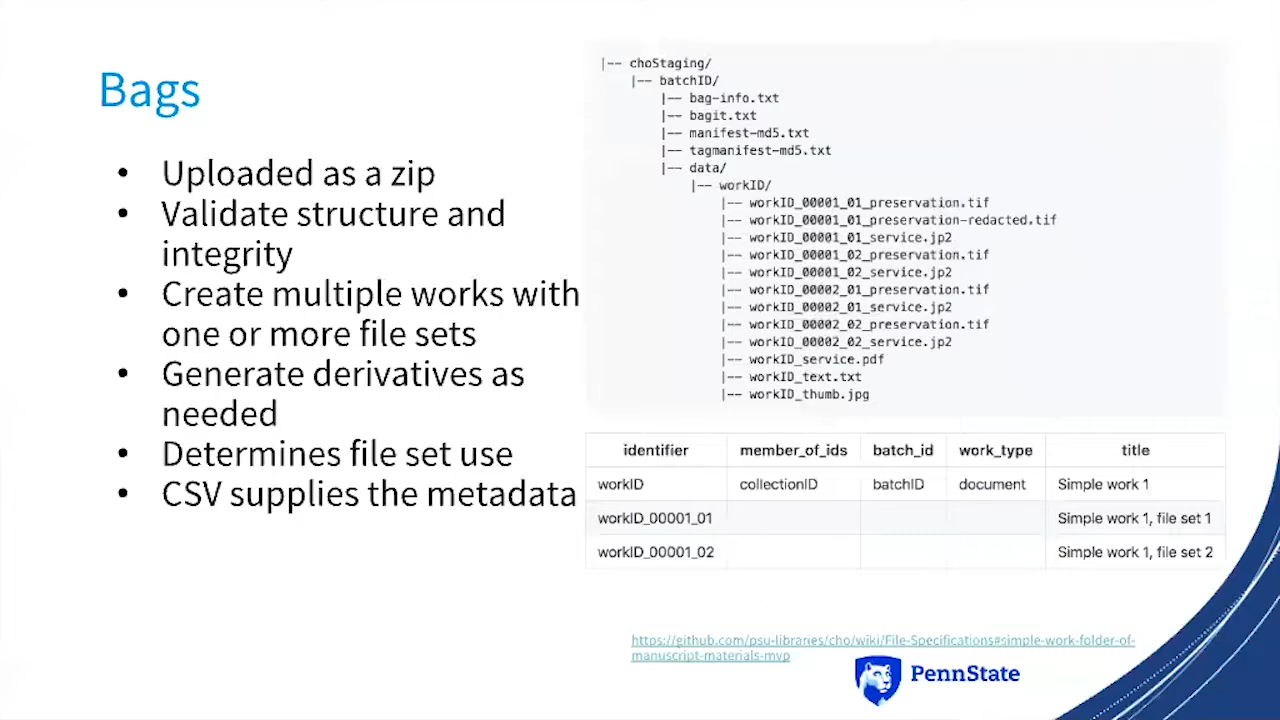 Bags
• Uploaded as a zip
• Validate structure and
integrity
• Create multiple works with
one or more file sets
• Generate derivatives as
needed
• Determines file set use
• CSV supplies the metadata
|-- choStaging/
|-- batchID/
|-- bag-info.txt
|-- bagit.txt
|-- manifest-md5.txt
|-- tagmanifest-md5.txt
|-- data/
|-- workID/
|-- workID_00001_01_preservation.tif
|-- workID_00001_01_preservation-redacted.tif
|-- workID_00001_01_service.jp2
|-- workID_00001_02_preservation.tif
|-- workID_00001_02_service.jp2
|-- workID_00002_01_preservation.tif
|-- workID_00002_01_service.jp2
|-- workID_00002_02_preservation.tif
|-- workID_00002_02_service.jp2
|-- workID_service.pdf
|-- workID_text.txt
|-- workID_thumb.jpg
identifier member_of_ids batch_id work_type title
workID collectionID batchID document Simple work 1
workID_00001_01 Simple work 1, file set 1
workID_00001_02 Simple work 1, file set 2
https://github.com/psu-libraries/cho/wiki/File-Specifications#simple-work-folder-of-
manuscript-materials-mvp
PennState